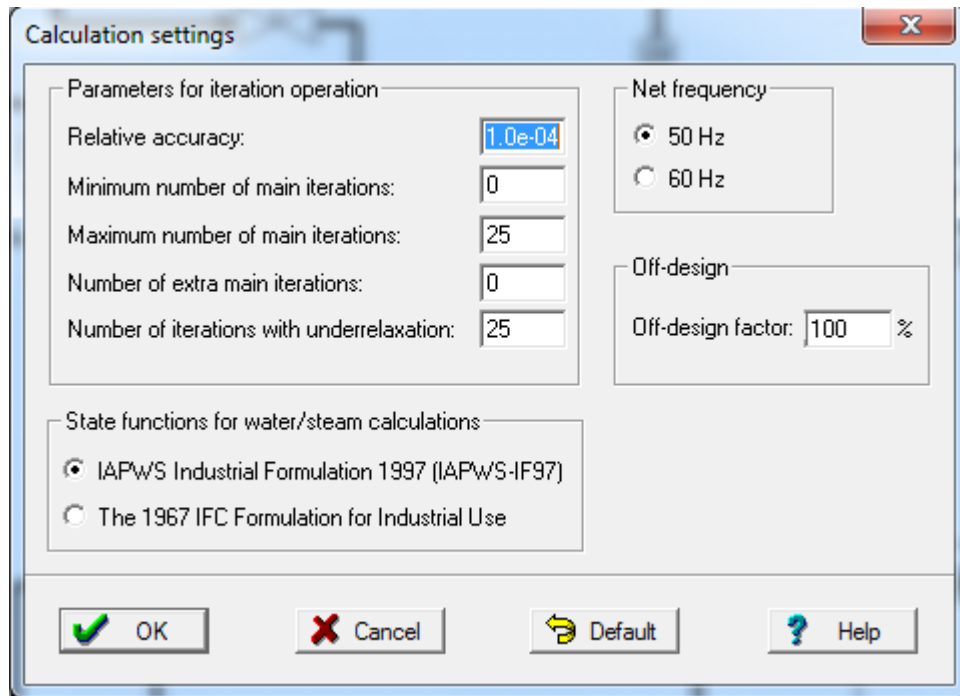 Calculation settings
Parameters for iteration operation
Relative accuracy: 1.0e-04
Minimum number of main iterations: 0
Maximum number of main iterations: 25
Number of extra main iterations: 0
Number of iterations with underrelaxation: 25
Net frequency
50 Hz
60 Hz
Off-design
Off-design factor: 100 %
State functions for water/steam calculations
IAPWS Industrial Formulation 1997 (IAPWS-IF97)
The 1967 IFC Formulation for Industrial Use
OK Cancel Default Help